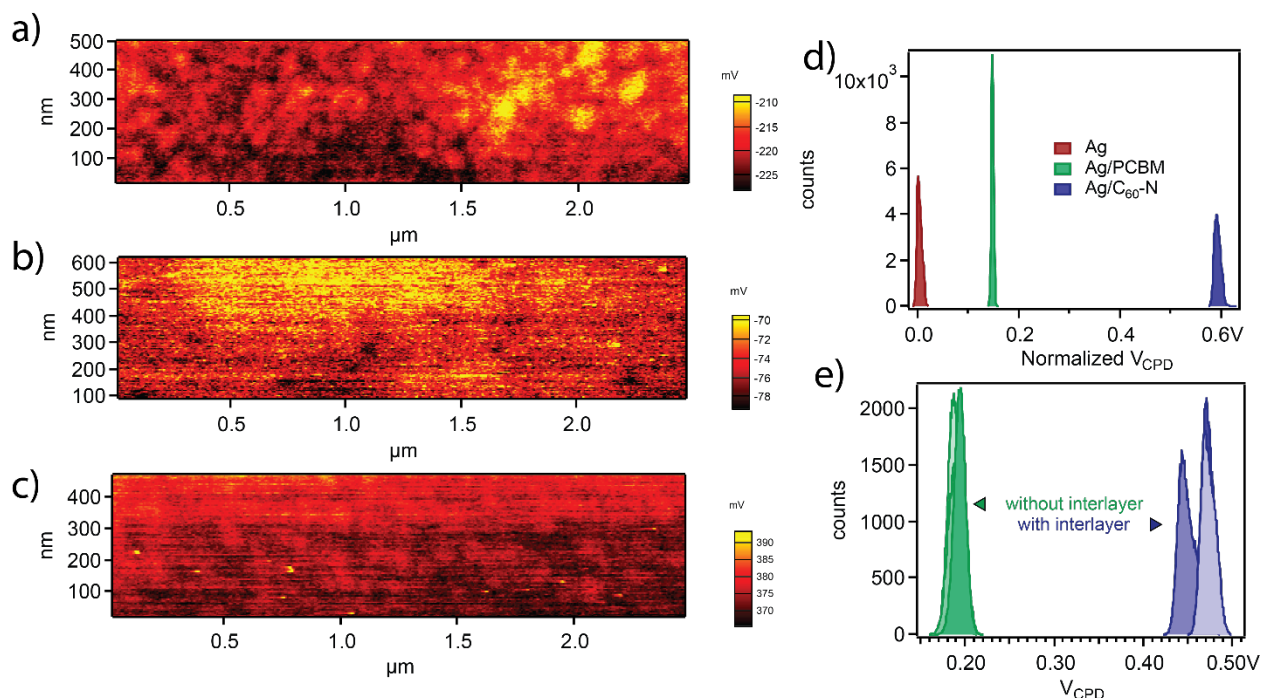 a)
nm
500
400
300
200
100
0.5
1.0
2.0
µm
mV
-210
-215
-220
-225
b)
nm
600
500
400
300
200
100
0.5
1.0
1.5
2.0
µm
mV
-70
-72
-74
-76
-78
c)
nm
400
300
200
100
0.5
1.0
1.5
2.0
µm
mV
390
385
380
375
370
d)
counts
10x10³
8
6
4
2
0
Ag
Ag/PCBM
Ag/C₆₀-N
0.0
0.2
0.4
0.6V
Normalized V_CPD
e)
counts
2000
1500
1000
500
0
without interlayer
with interlayer
0.20
0.30
0.40
0.50V
V_CPD